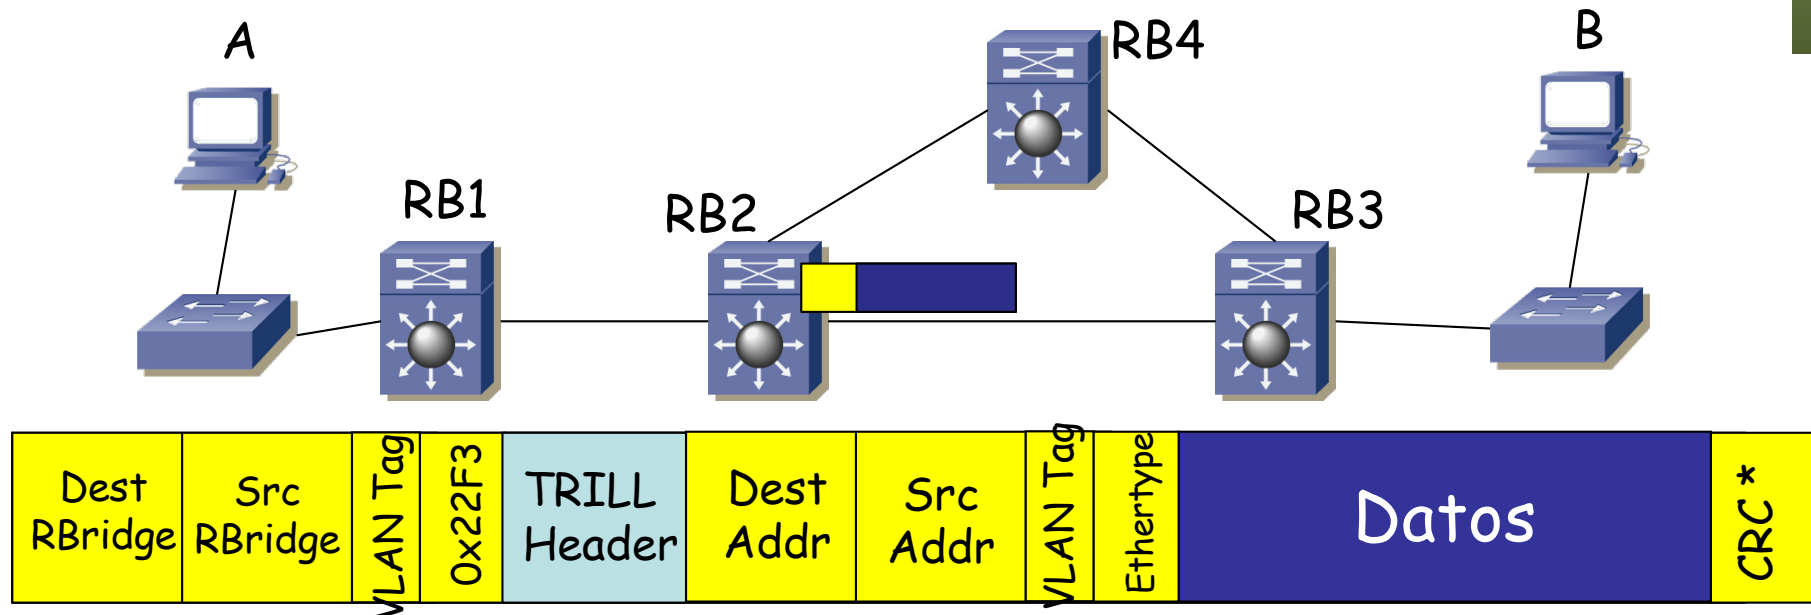 A
RB4
B
RB1
RB2
RB3
Dest
RBridge
Src
RBridge
VLAN Tag
0x22F3
TRILL
Header
Dest
Addr
Src
Addr
VLAN Tag
Ethertype
Datos
CRC *